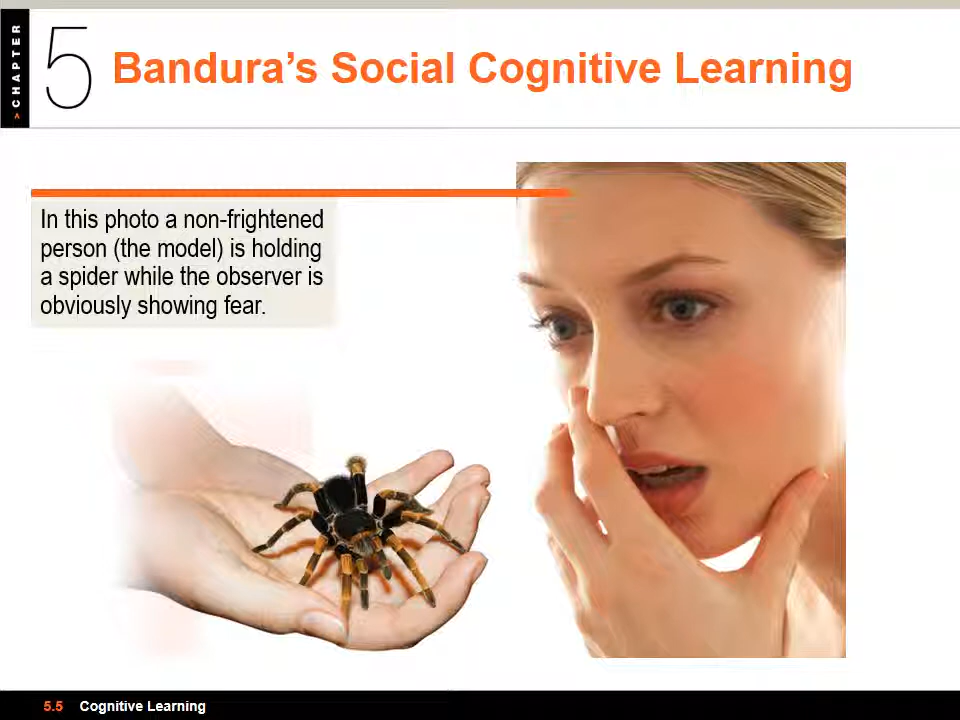 CHAPTER
5
Bandura's Social Cognitive Learning
In this photo a non-frightened
person (the model) is holding
a spider while the observer is
obviously showing fear.
5.5 Cognitive Learning